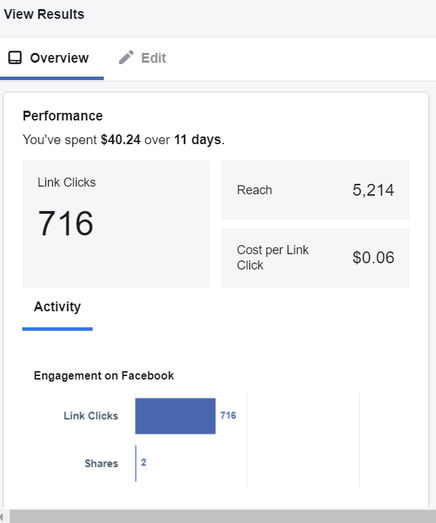 View Results
Overview
Edit
Performance
You've spent $40.24 over 11 days.
Link Clicks
716
Reach
5,214
Cost per Link
Click
$0.06
Activity
Engagement on Facebook
Link Clicks
716
Shares
2